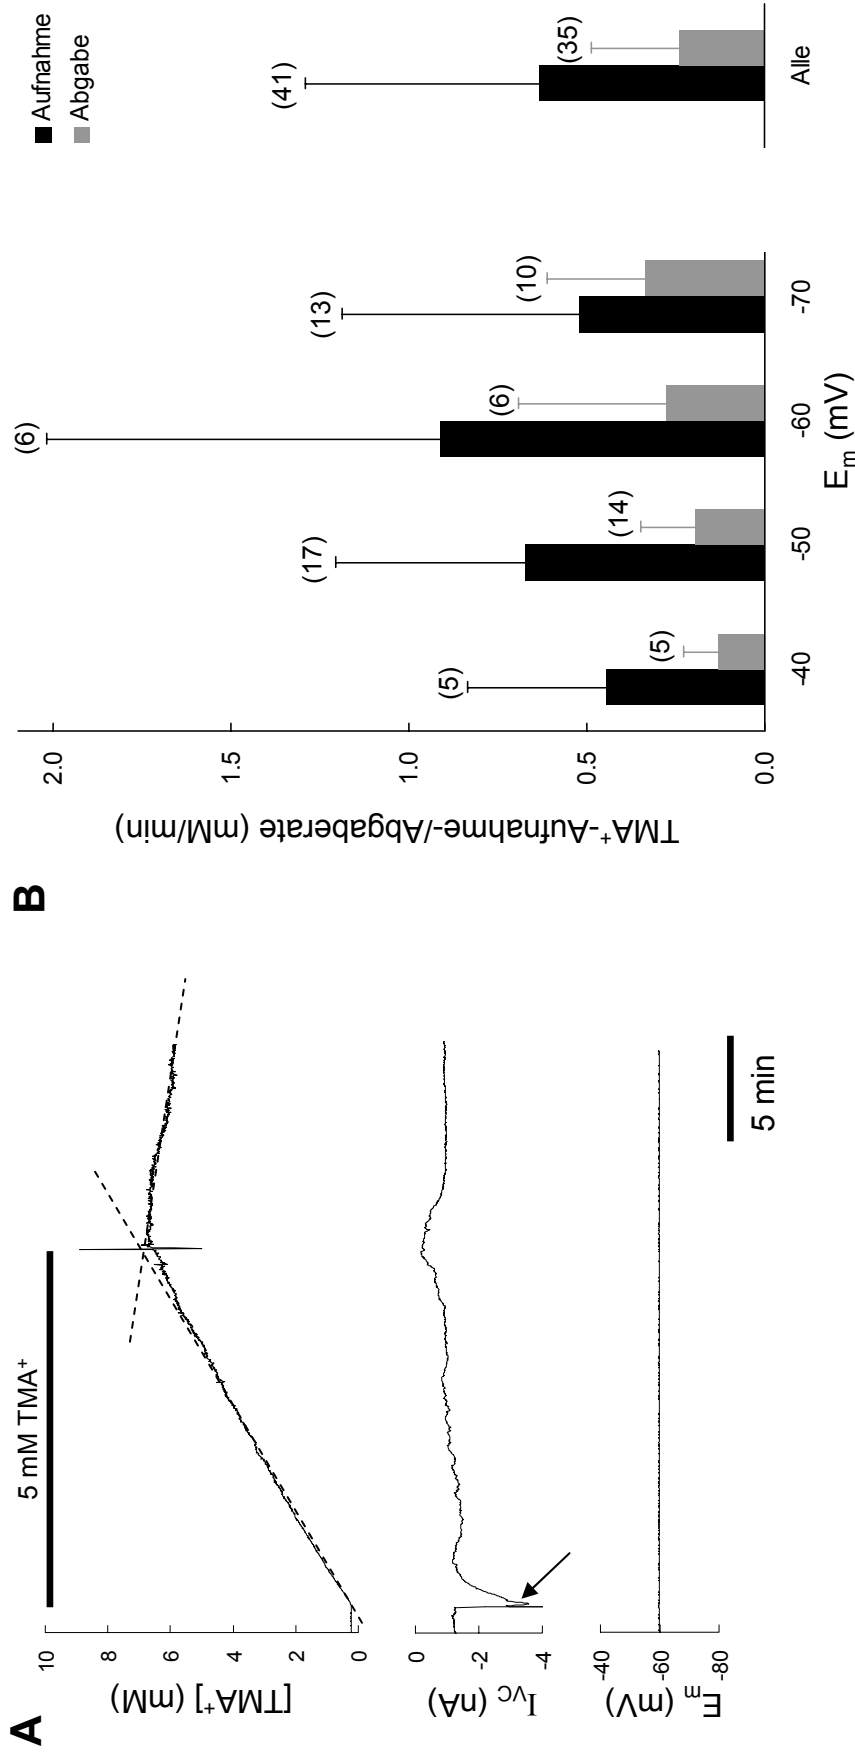 A
5 mM TMA⁺
[TMA⁺] (mM)
10
8
6
4
2
0
I_VC (nA)
0
-2
-4
E_m (mV)
-40
-60
-80
5 min
B
Aufnahme
Abgabe
TMA⁺-Aufnahme-/Abgaberate (mM/min)
2.0
1.5
1.0
0.5
0.0
(5)
(5)
(17)
(14)
(6)
(6)
(13)
(10)
(41)
(35)
-40
-50
-60
-70
Alle
E_m (mV)